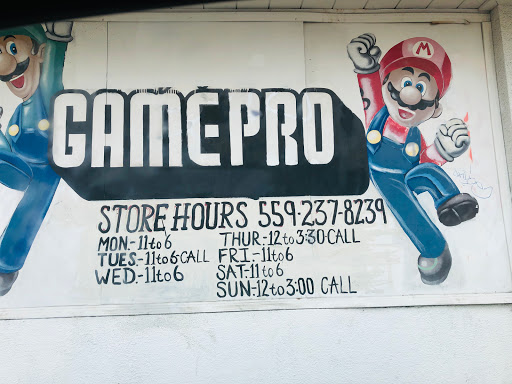 M
GAMEPRO
STORE HOURS 559-237-8239
MON.-11to6
TUES.-11to6-CALL
WED.-11to6
THUR.-12to3:30-CALL
FRI.-11to6
SAT.-11to6
SUN.-12to3:00 CALL